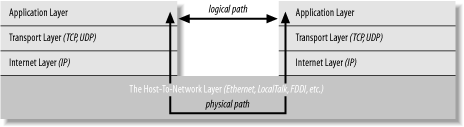 Application Layer
logical path
Application Layer
Transport Layer (TCP, UDP)
Transport Layer (TCP, UDP)
Internet Layer (IP)
Internet Layer (IP)
The Host-To-Network Layer (Ethernet, LocalTalk, FDDI, etc.)
physical path